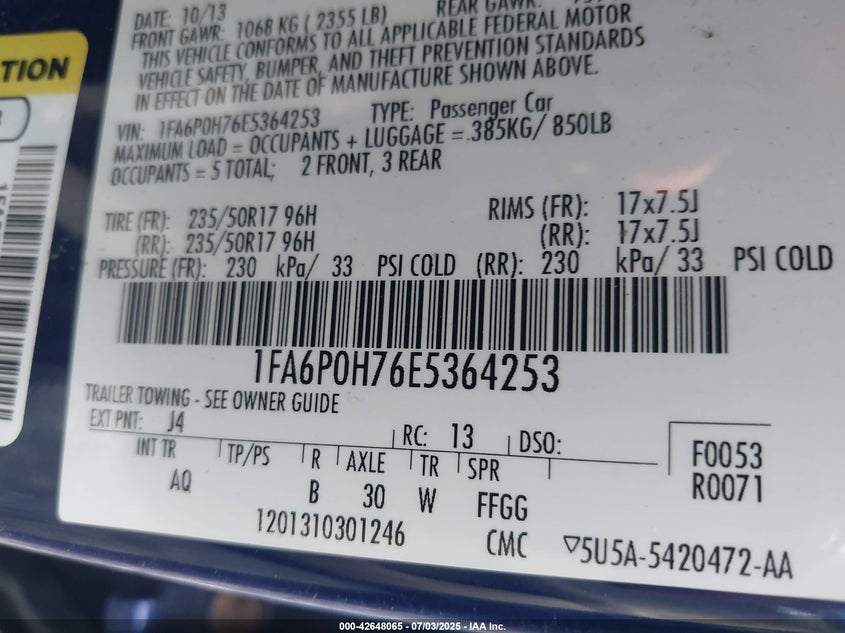 DATE: 10/13 REAR GAWR:
FRONT GAWR: 1068 KG ( 2355 LB)
THIS VEHICLE CONFORMS TO ALL APPLICABLE FEDERAL MOTOR
VEHICLE SAFETY, BUMPER, AND THEFT PREVENTION STANDARDS
IN EFFECT ON THE DATE OF MANUFACTURE SHOWN ABOVE.
VIN: 1FA6P0H76E5364253 TYPE: Passenger Car
MAXIMUM LOAD = OCCUPANTS + LUGGAGE = 385KG/ 850LB
OCCUPANTS = 5 TOTAL; 2 FRONT, 3 REAR
TIRE (FR): 235/50R17 96H RIMS (FR): 17x7.5J
(RR): 235/50R17 96H (RR): 17x7.5J
PRESSURE (FR): 230 kPa/ 33 PSI COLD (RR): 230 kPa/ 33 PSI COLD
1FA6P0H76E5364253
TRAILER TOWING - SEE OWNER GUIDE
EXT PNT: J4 RC: 13 DSO: F0053
INT TR TP/PS R AXLE TR SPR R0071
AQ B 30 W FFGG
1201310301246 CMC 5U5A-5420472-AA
000-42648065 - 07/03/2025 - IAA Inc.